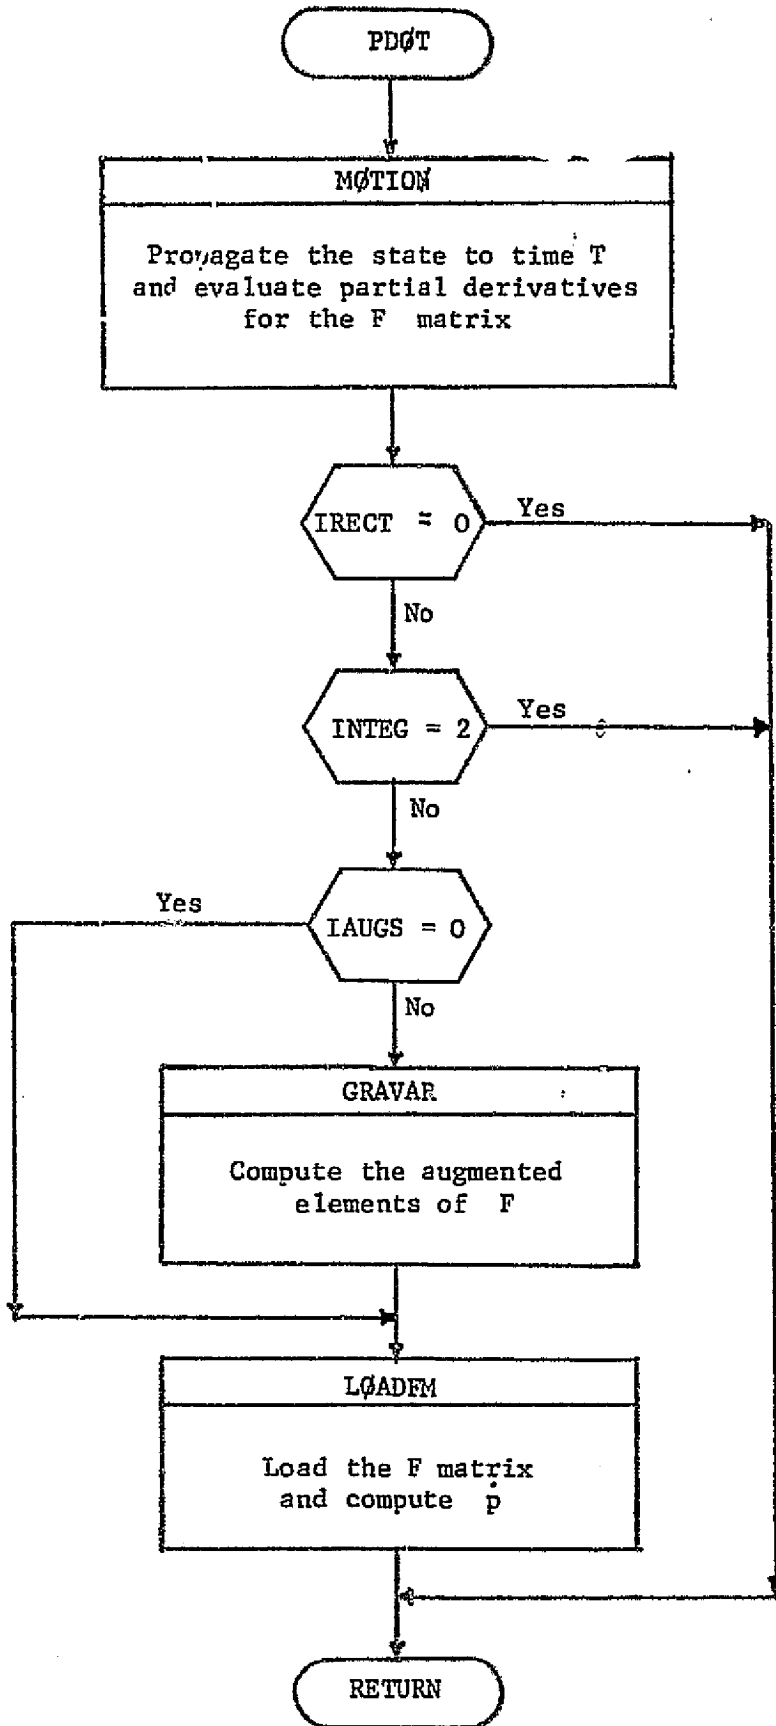 PDØT
MØTION
Propagate the state to time T
and evaluate partial derivatives
for the F matrix
IRECT = 0
Yes
No
INTEG = 2
Yes
No
IAUGS = 0
Yes
No
GRAVAR
Compute the augmented
elements of F
LØADFM
Load the F matrix
and compute ṗ
RETURN